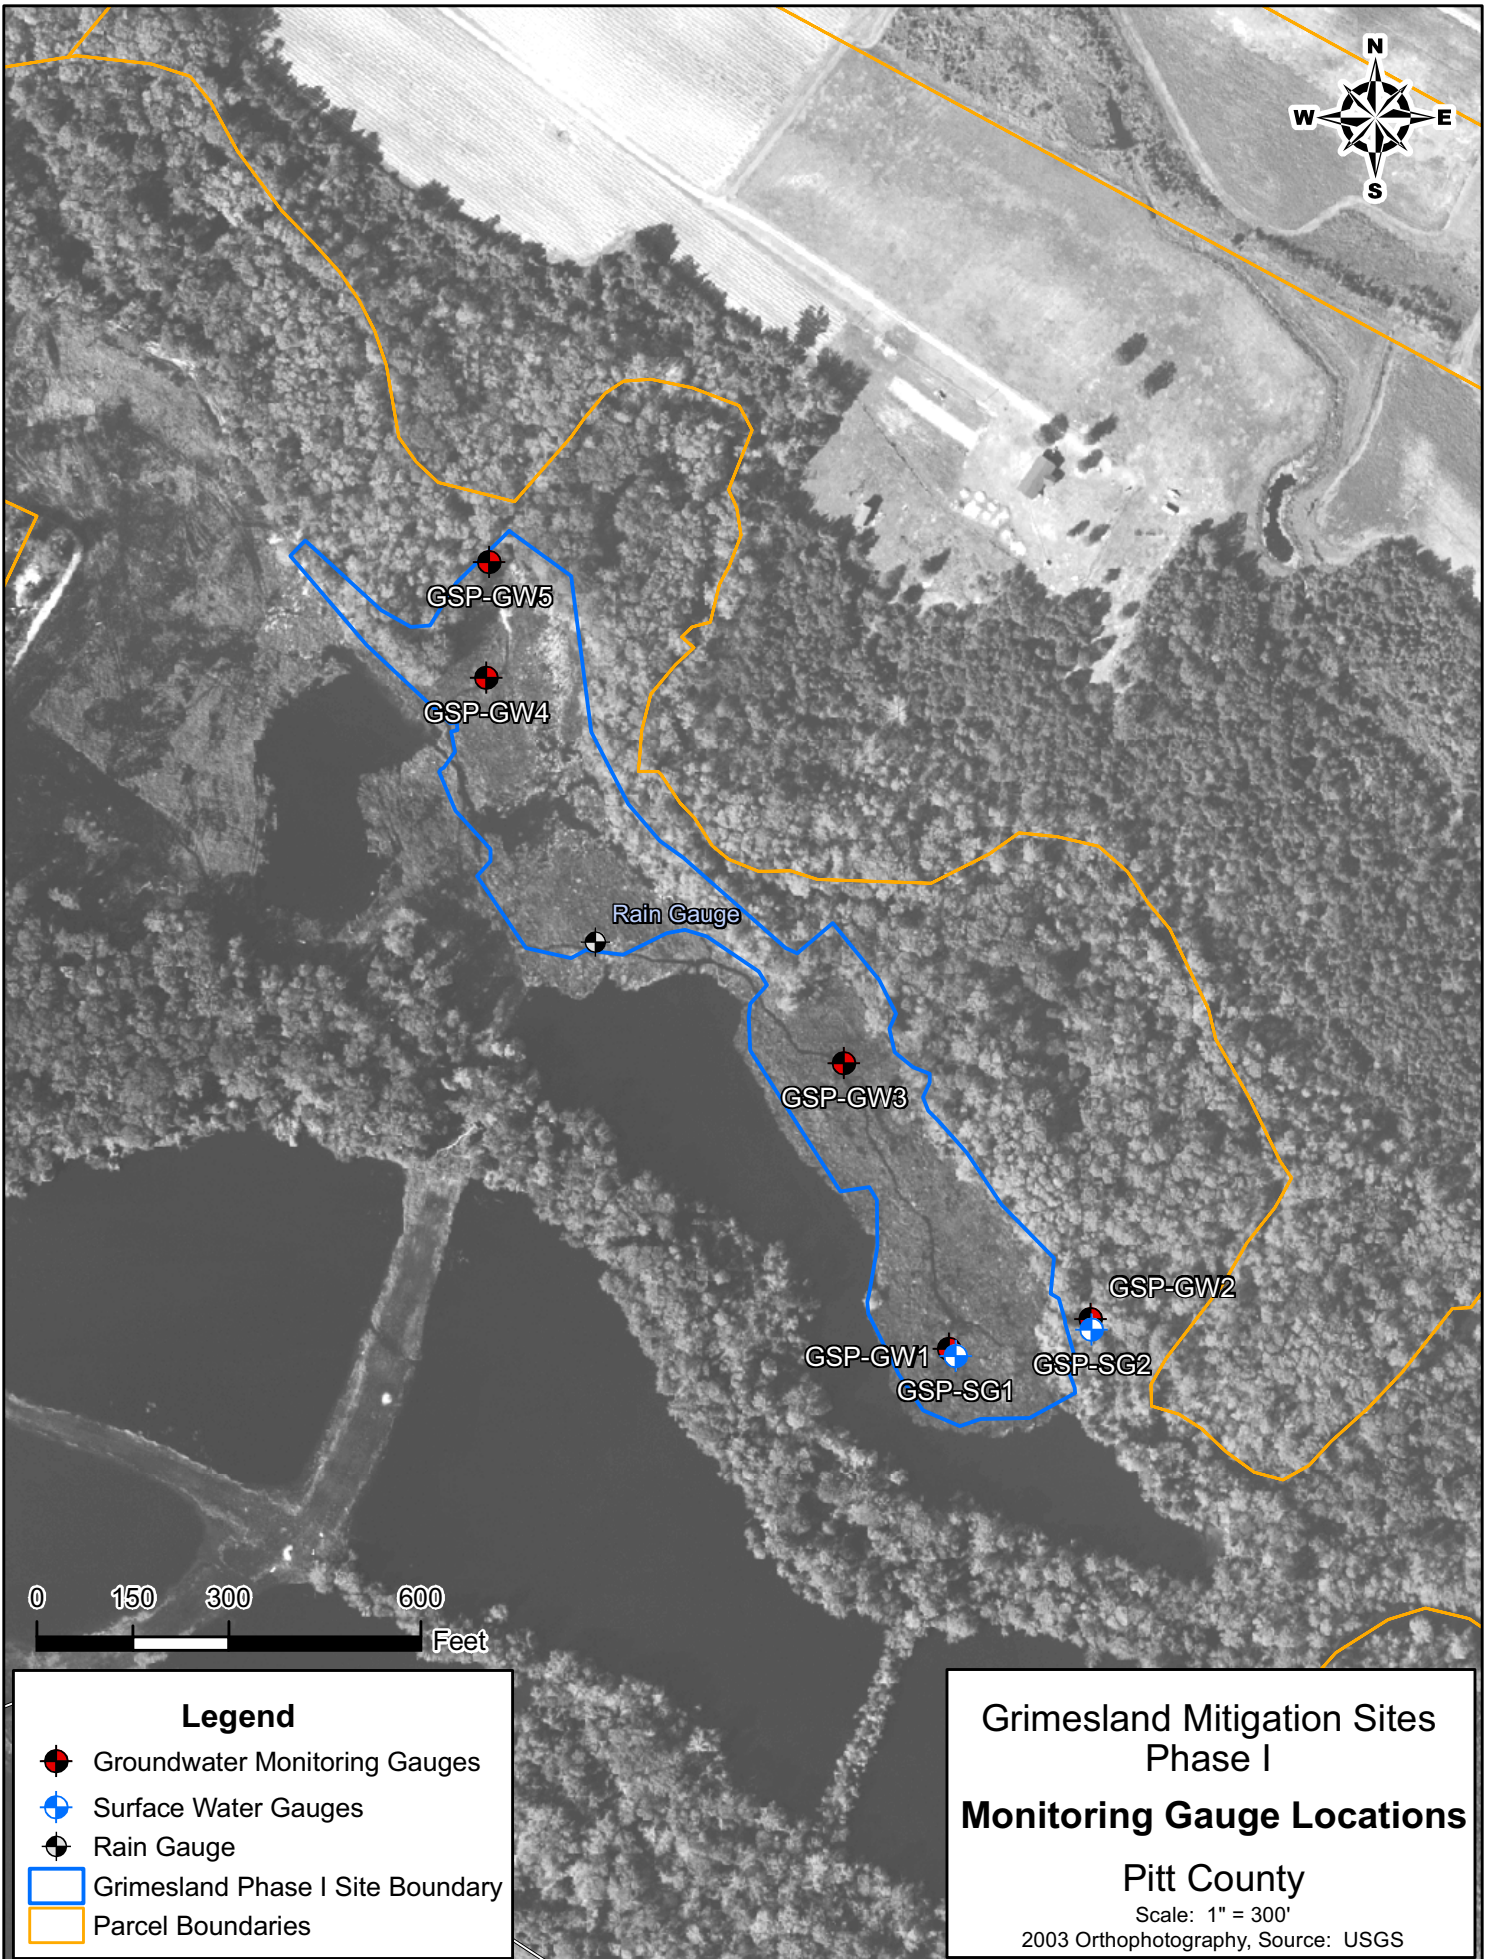 N
W E
S
GSP-GW5
GSP-GW4
Rain Gauge
GSP-GW3
GSP-GW2
GSP-GW1
GSP-SG2
GSP-SG1
0 150 300 600
Feet
Legend
Groundwater Monitoring Gauges
Surface Water Gauges
Rain Gauge
Grimesland Phase I Site Boundary
Parcel Boundaries
Grimesland Mitigation Sites
Phase I
Monitoring Gauge Locations
Pitt County
Scale: 1" = 300'
2003 Orthophotography, Source: USGS